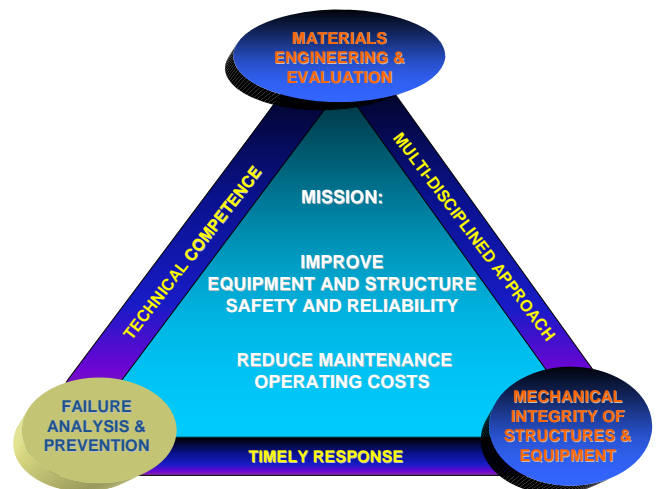 MATERIALS
ENGINEERING &
EVALUATION
TECHNICAL COMPETENCE
MULTI-DISCIPLINED APPROACH
MISSION:
IMPROVE
EQUIPMENT AND STRUCTURE
SAFETY AND RELIABILITY
REDUCE MAINTENANCE
OPERATING COSTS
FAILURE
ANALYSIS &
PREVENTION
TIMELY RESPONSE
MECHANICAL
INTEGRITY OF
STRUCTURES &
EQUIPMENT